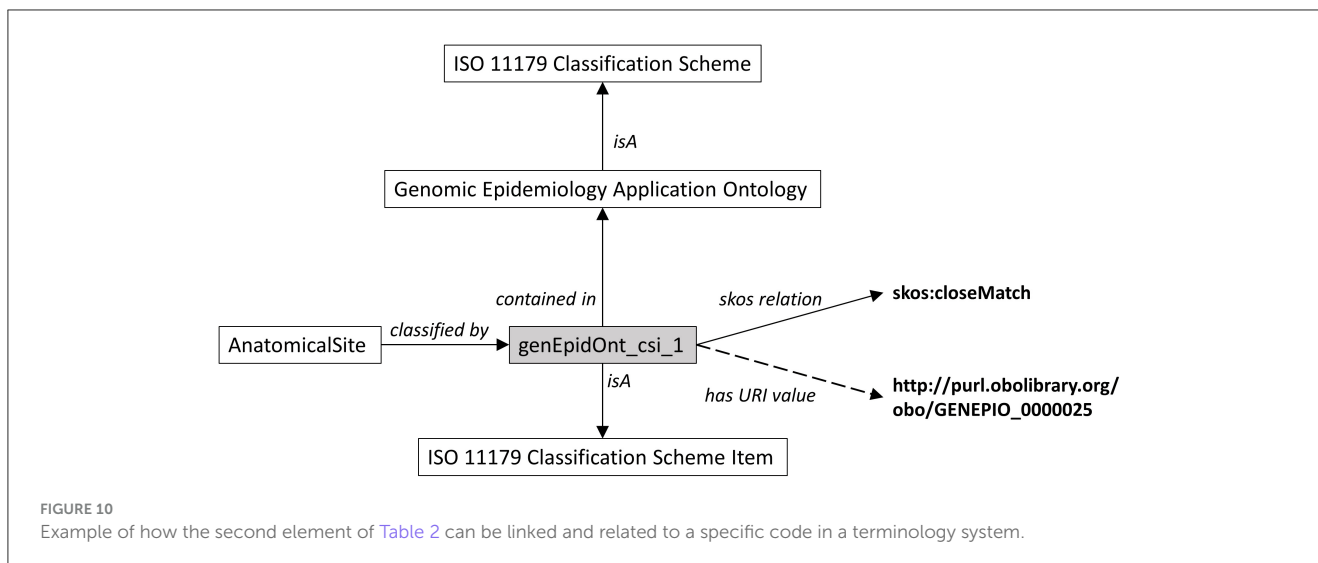 ISO 11179 Classification Scheme
isA
Genomic Epidemiology Application Ontology
contained in
skos relation
skos:closeMatch
AnatomicalSite
classified by
genEpidOnt_csi_1
isA
has URI value
http://purl.obolibrary.org/
obo/GENEPIO_0000025
ISO 11179 Classification Scheme Item
FIGURE 10
Example of how the second element of Table 2 can be linked and related to a specific code in a terminology system.